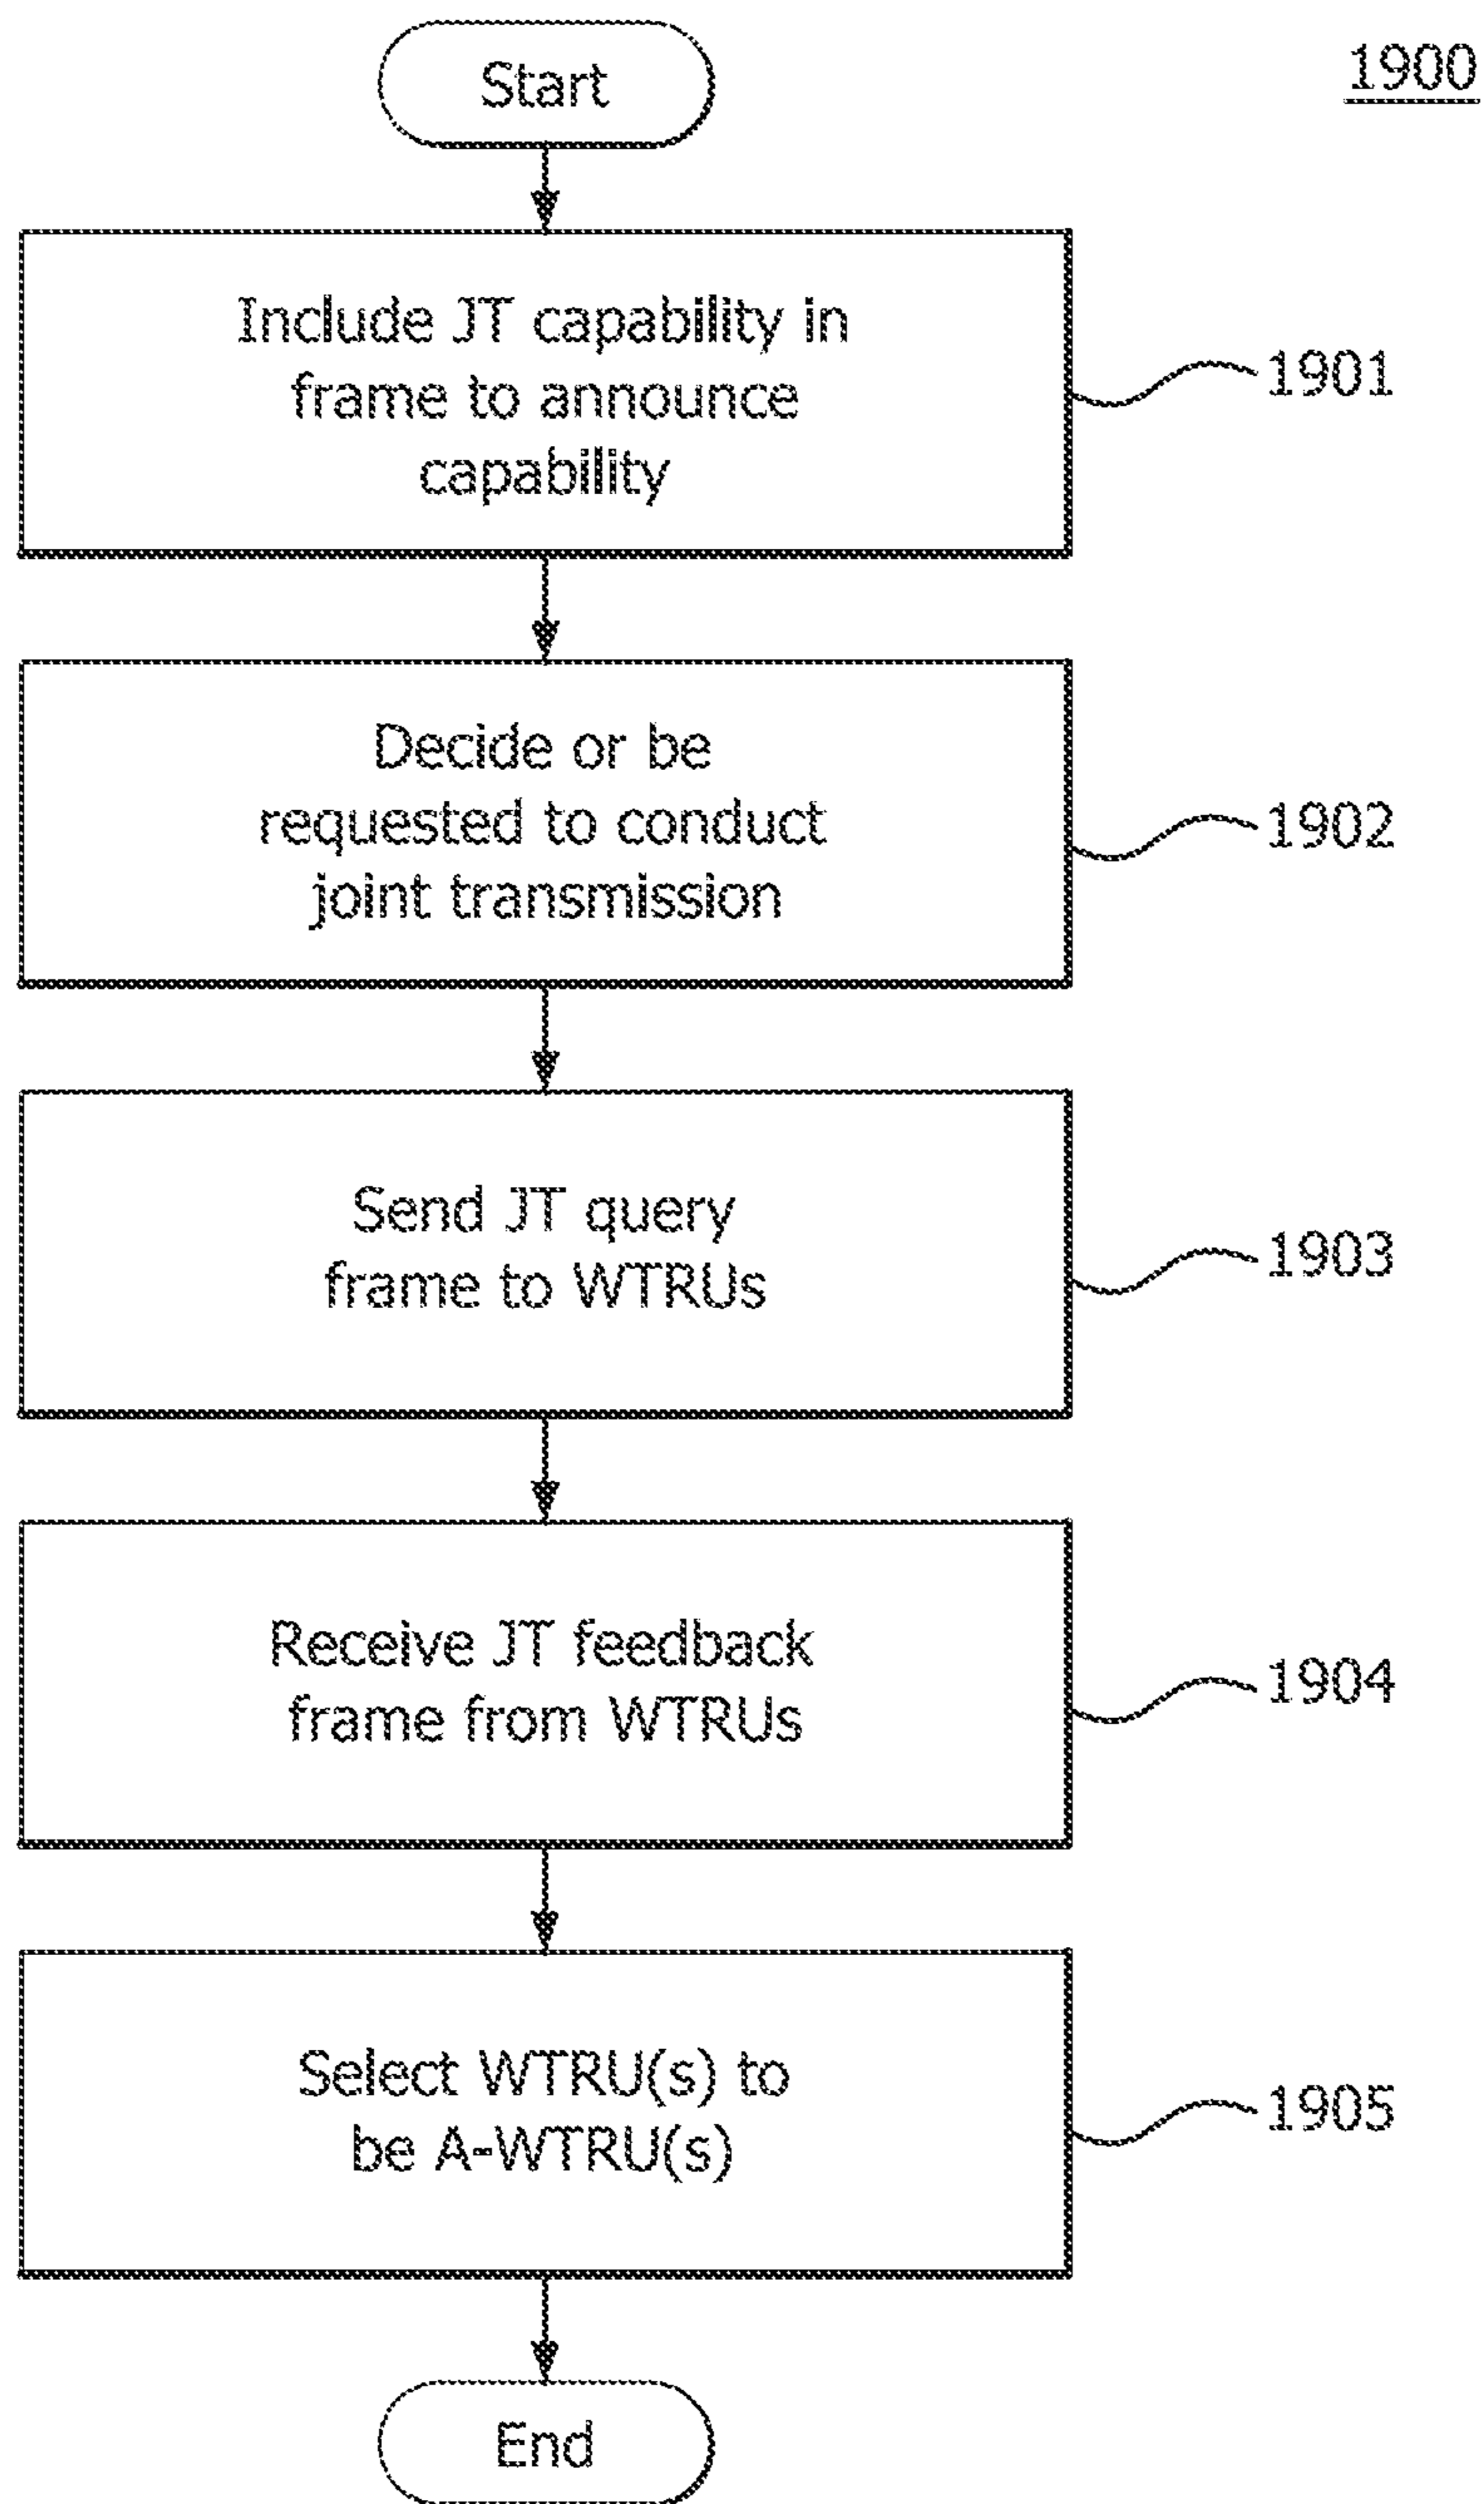 Start
1900
Include JT capability in
frame to announce
capability
1901
Decide or be
requested to conduct
joint transmission
1902
Send JT query
frame to WTRUs
1903
Receive JT feedback
frame from WTRUs
1904
Select WTRU(s) to
be A-WTRU(s)
1905
End